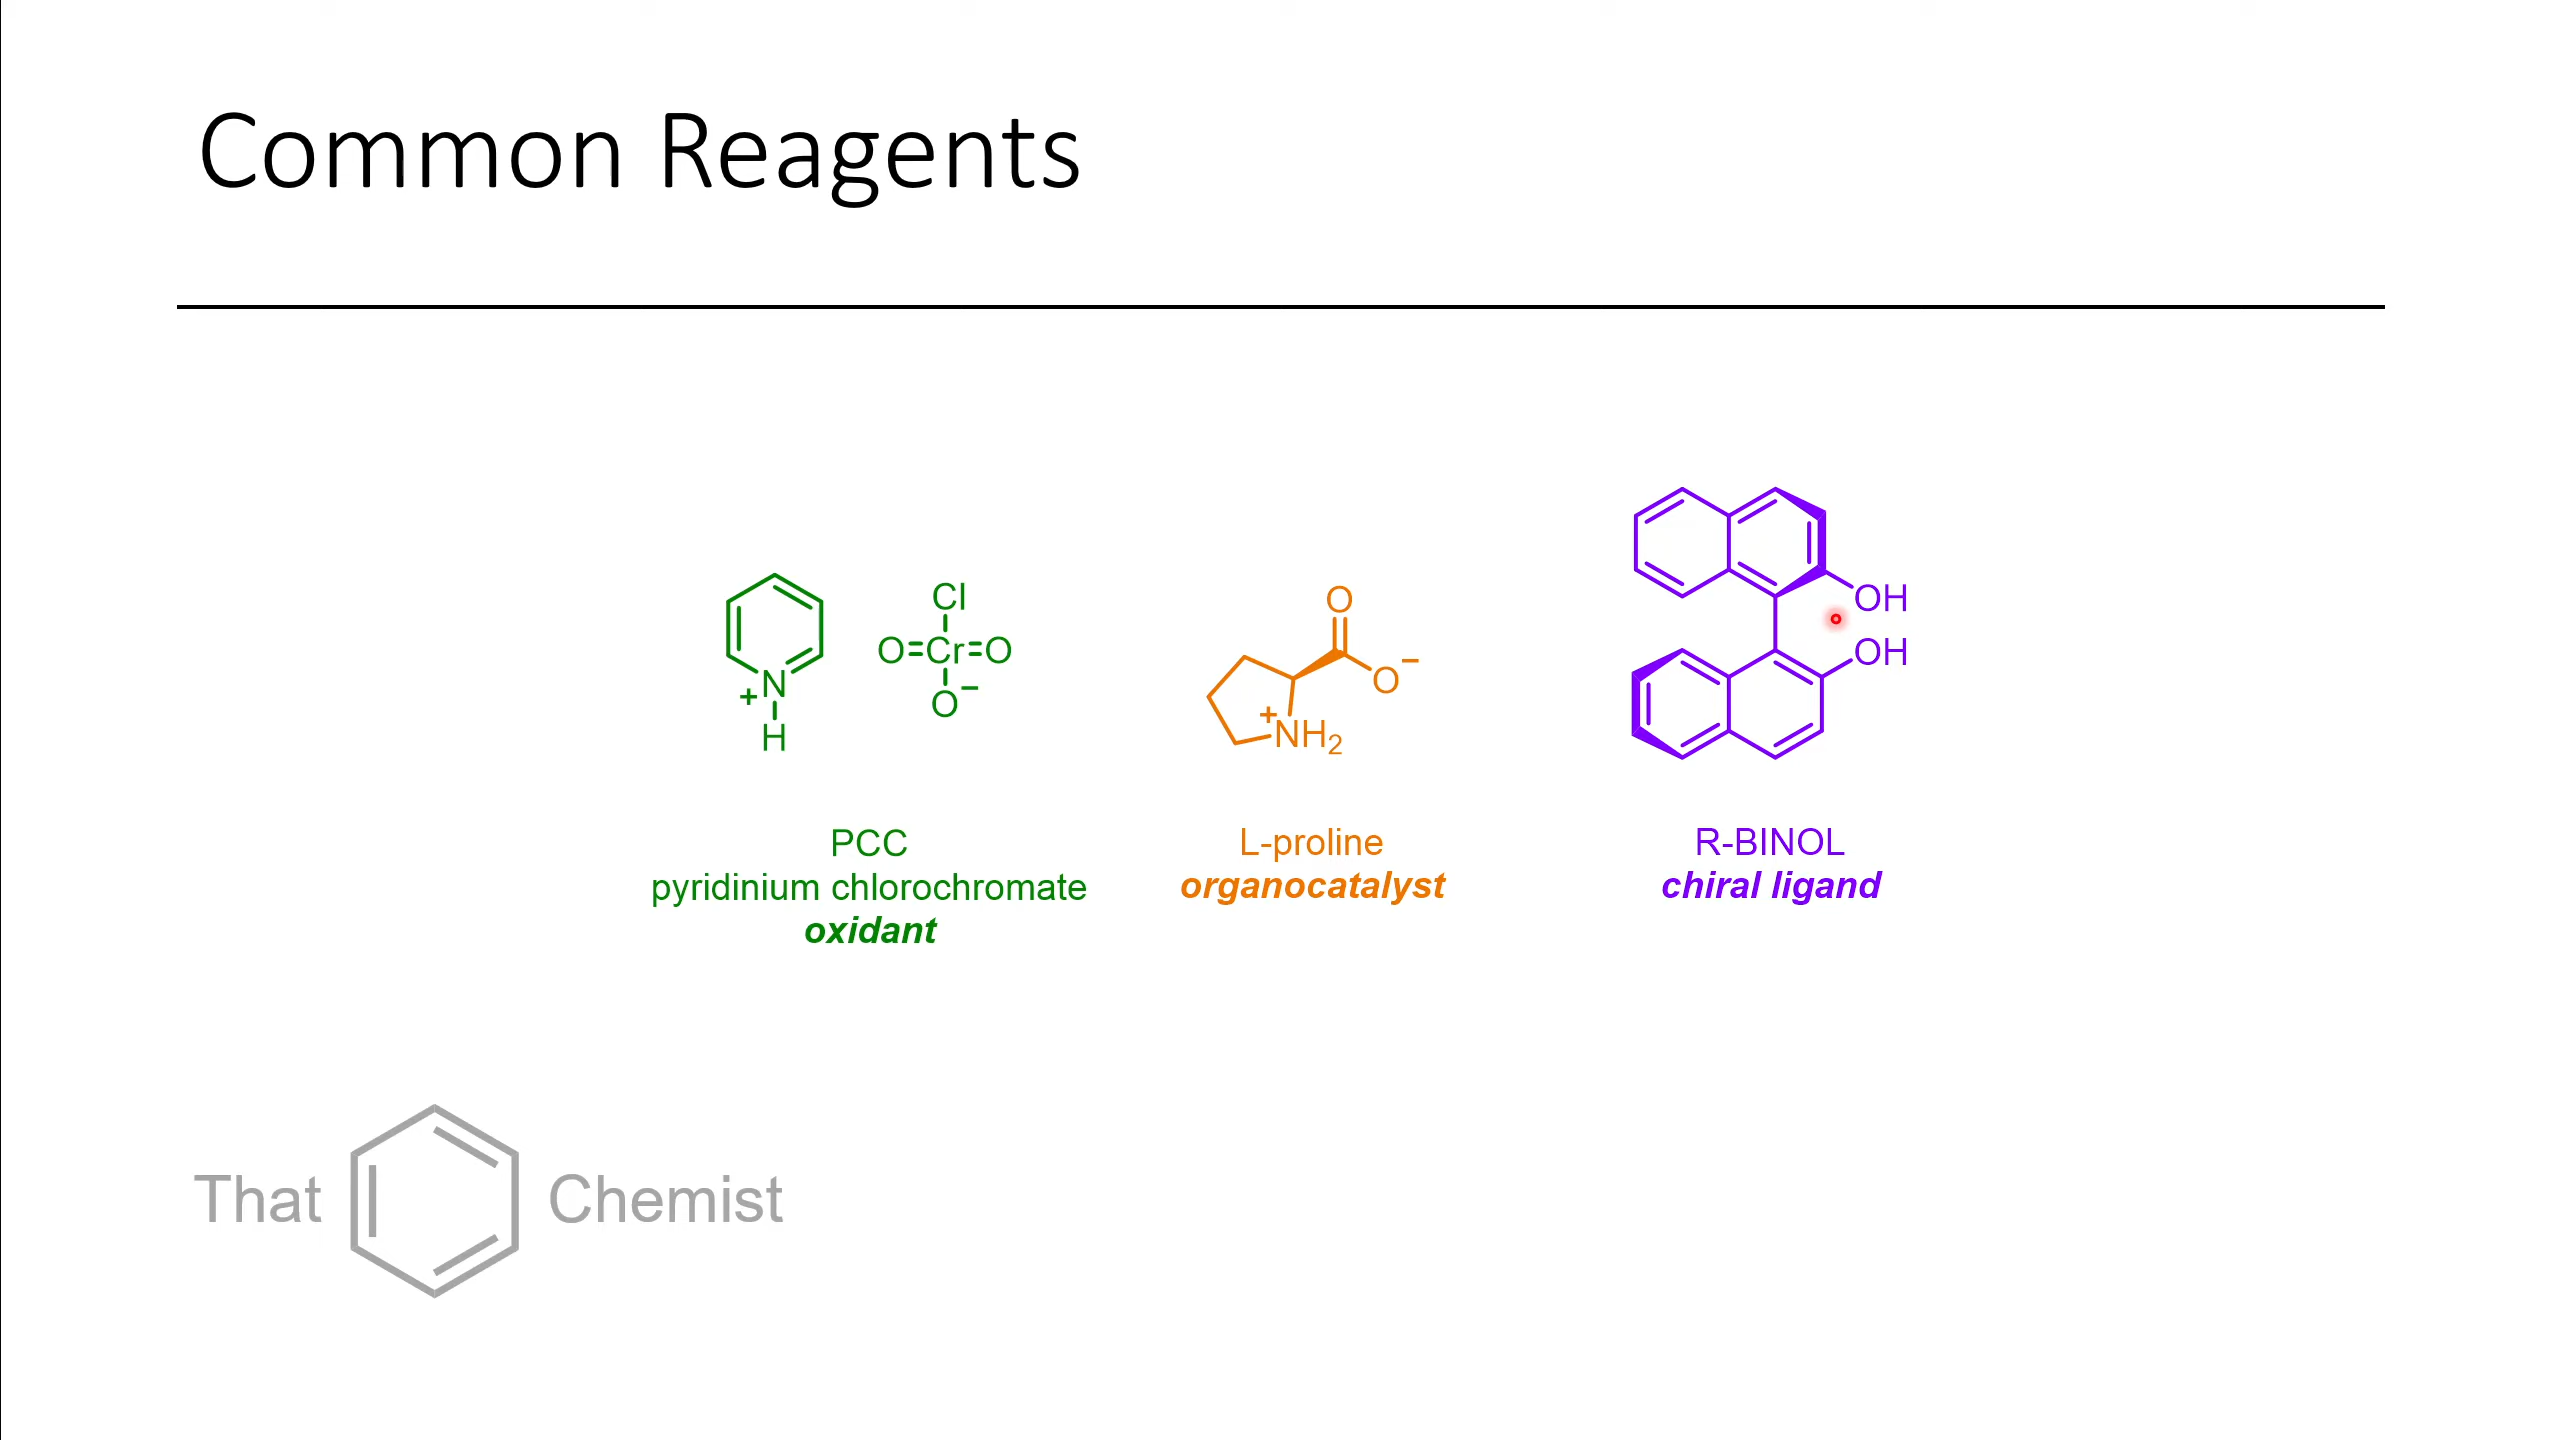 Common Reagents
Cl
O=Cr=O
O−
N
+
H
O
O−
+
NH2
OH
OH
PCC
pyridinium chlorochromate
oxidant
L-proline
organocatalyst
R-BINOL
chiral ligand
That Chemist